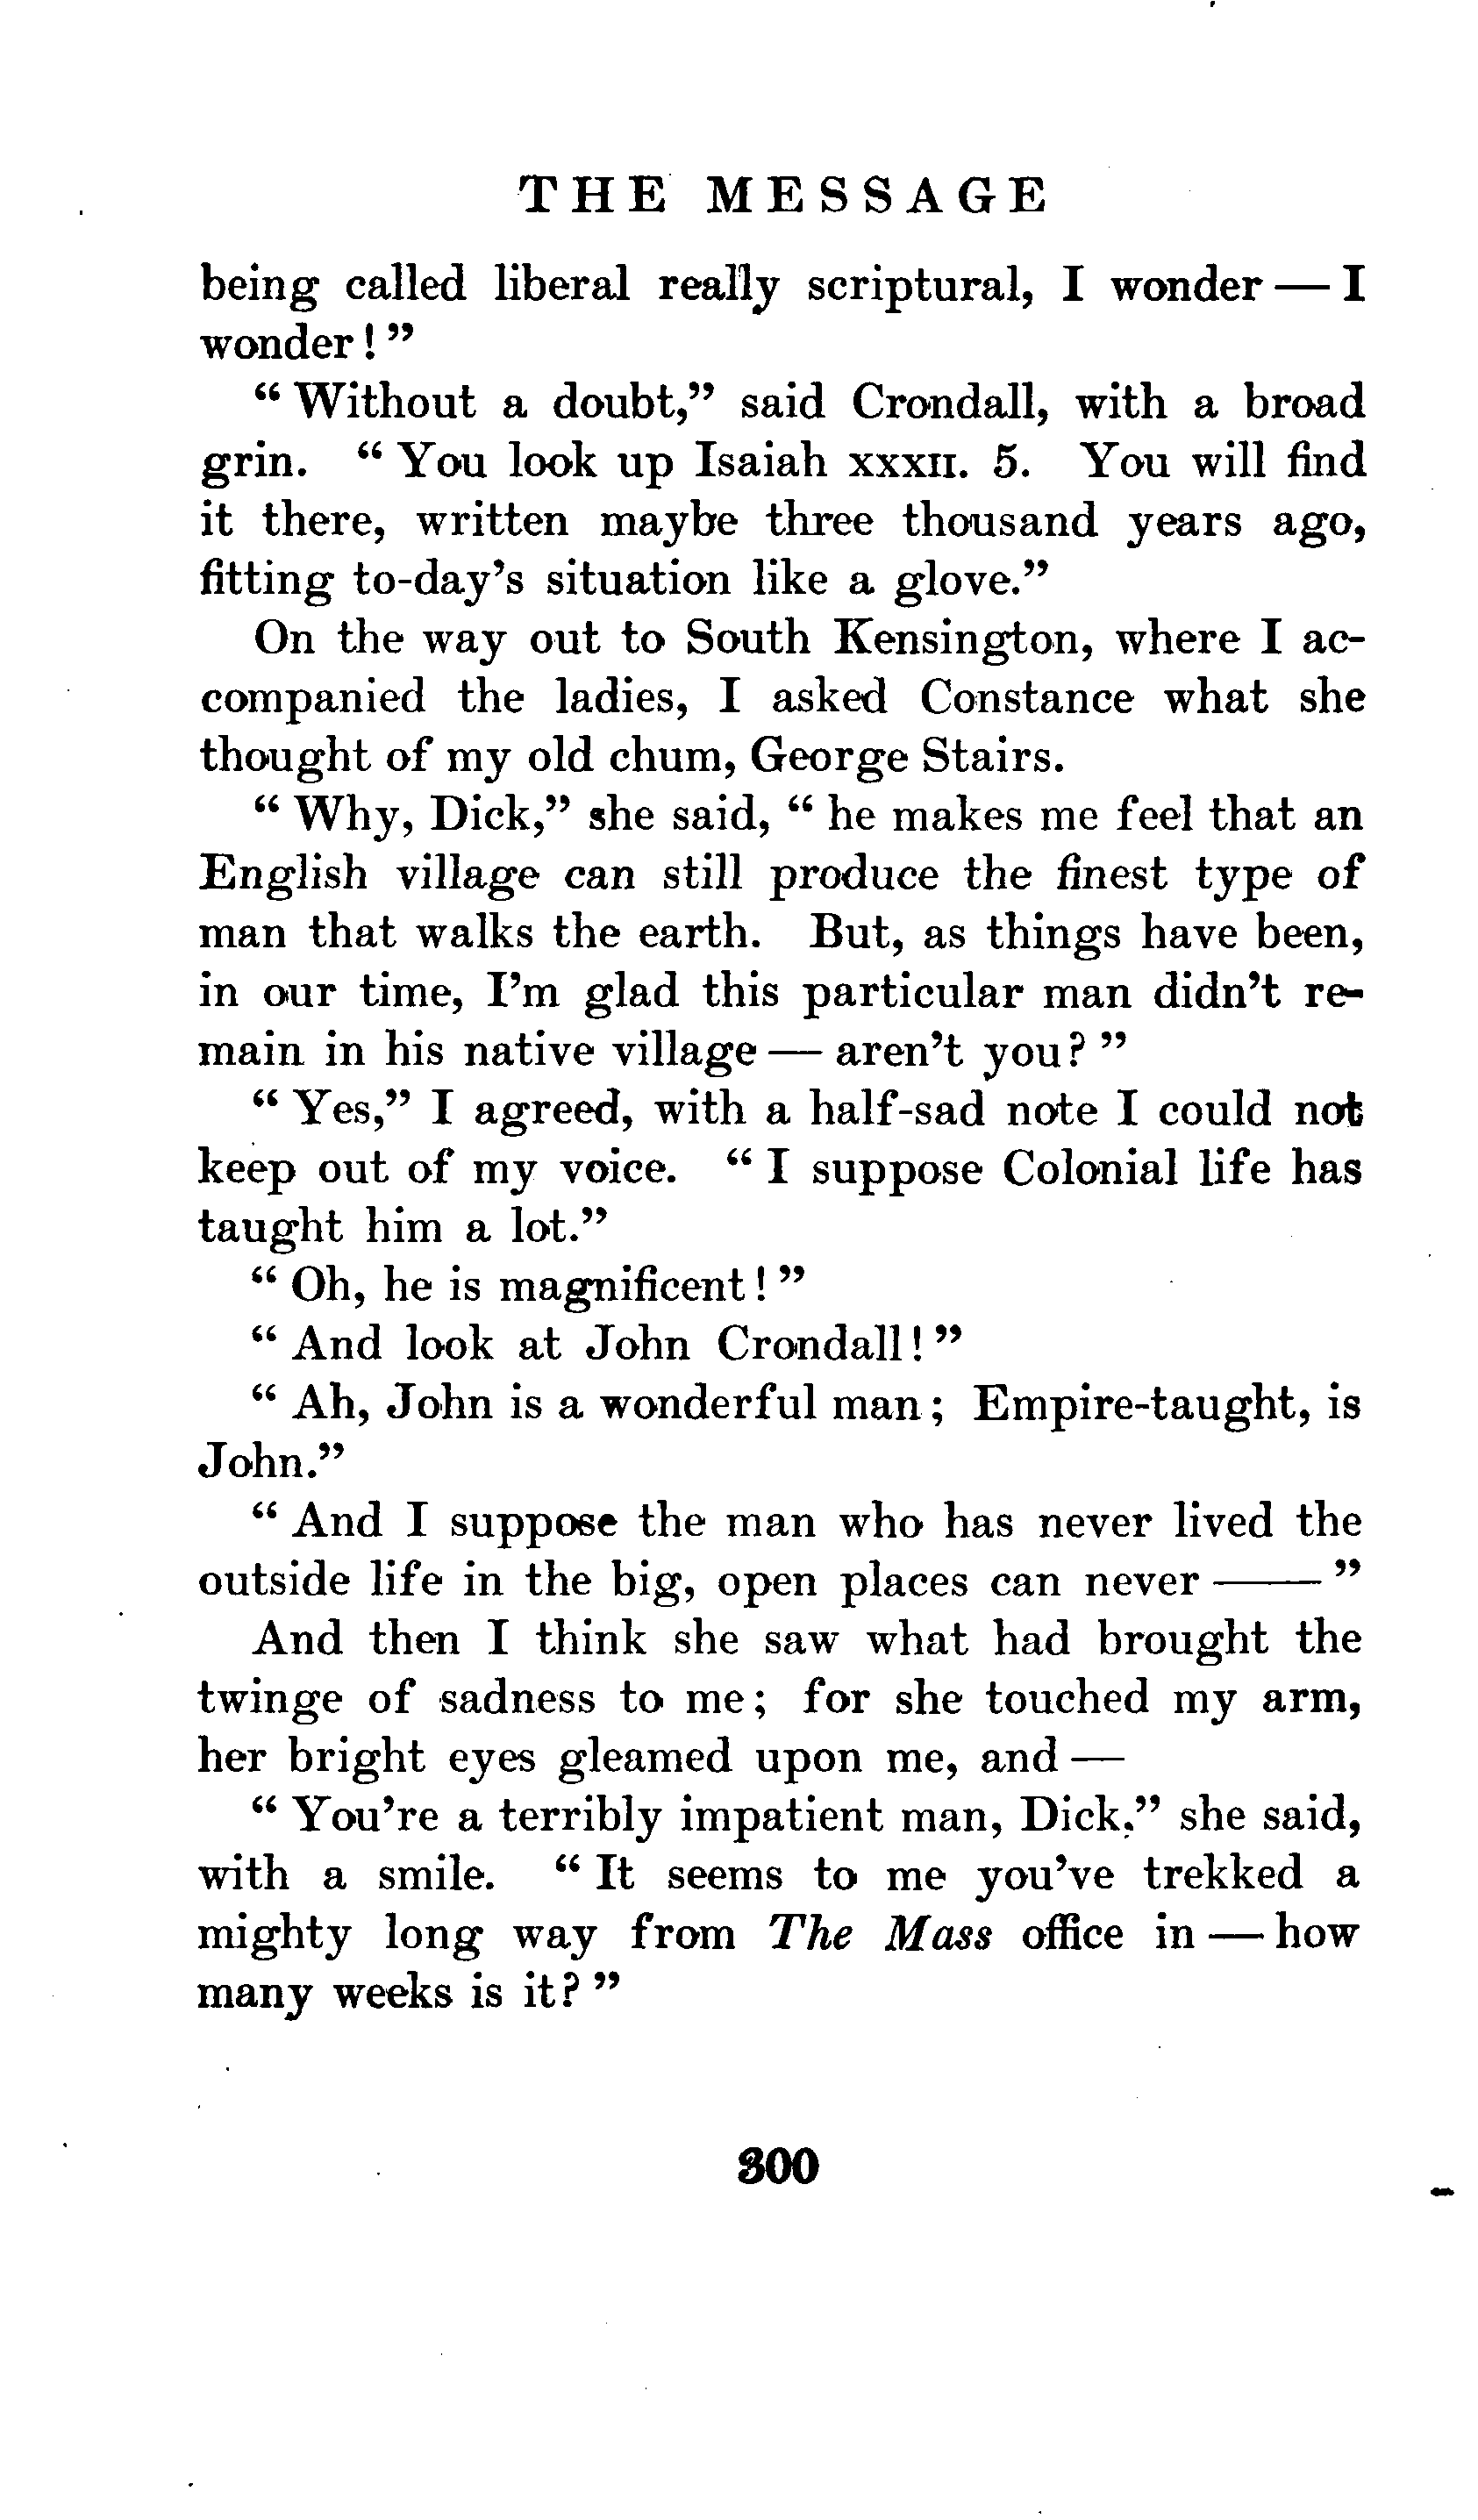 THE MESSAGE
being called liberal really scriptural, I wonder — I
wonder! "
" Without a doubt," said Crondall, with a broad
grin. " You look up Isaiah XXXII. 5. You will find
it there, written maybe three thousand years ago,
fitting to-day's situation like a glove."
On the way out to South Kensington, where I ac-
companied the ladies, I asked Constance what she
thought of my old chum, George Stairs.
" Why, Dick," she said, " he makes me feel that an
English village can still produce the finest type of
man that walks the earth. But, as things have been,
in our time, I'm glad this particular man didn't re-
main in his native village — aren't you? "
" Yes," I agreed, with a half-sad note I could not
keep out of my voice. " I suppose Colonial life has
taught him a lot."
" Oh, he is magnificent! "
" And look at John Crondall! "
" Ah, John is a wonderful man; Empire-taught, is
John."
" And I suppose the man who has never lived the
outside life in the big, open places can never —— "
And then I think she saw what had brought the
twinge of sadness to me; for she touched my arm,
her bright eyes gleamed upon me, and —
" You're a terribly impatient man, Dick," she said,
with a smile. " It seems to me you've trekked a
mighty long way from The Mass office in — how
many weeks is it? "
300